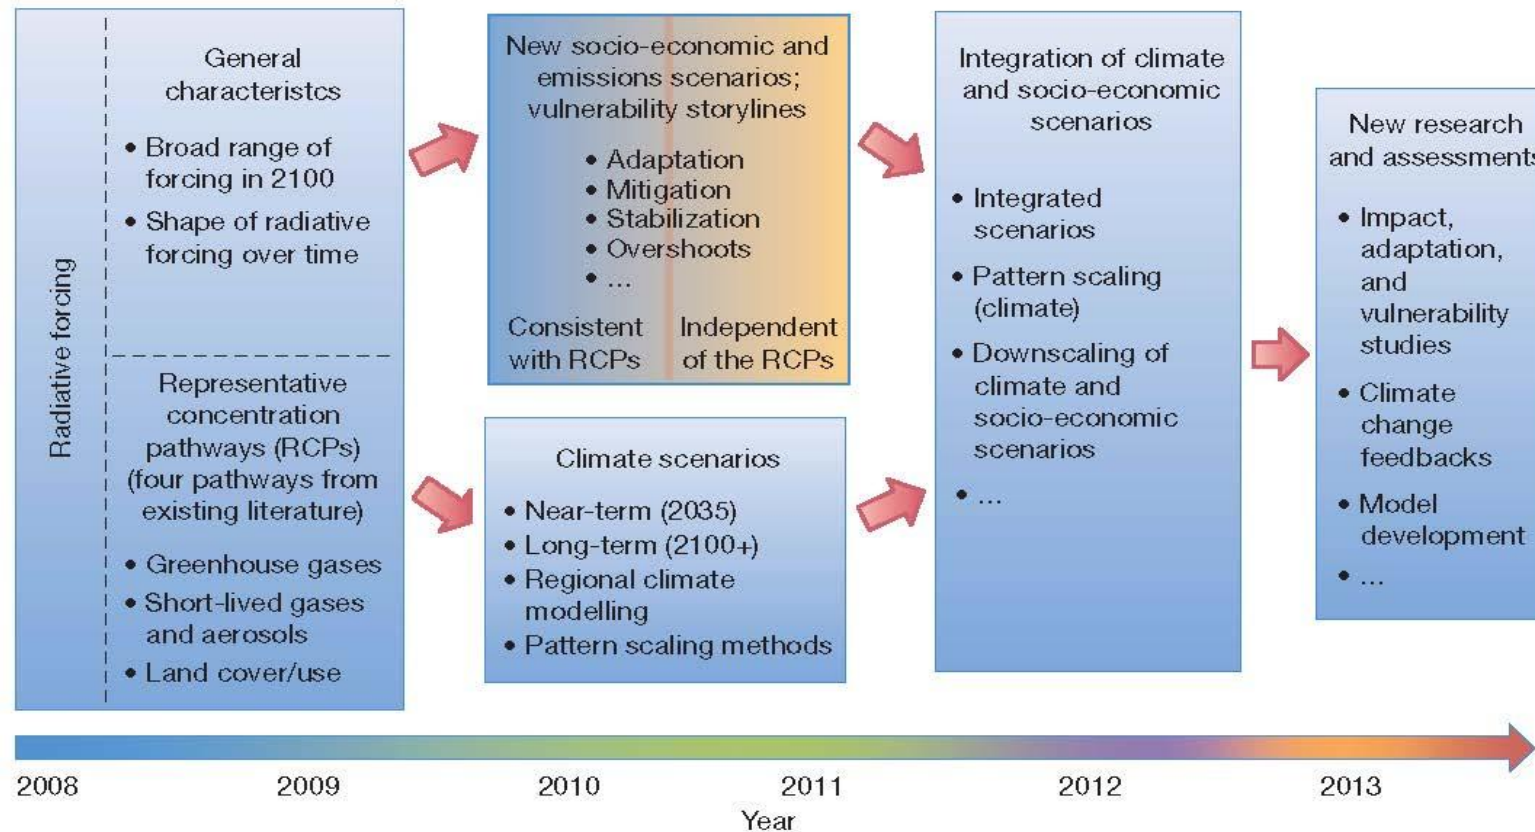 Radiative forcing
General
characteristcs
• Broad range of
forcing in 2100
• Shape of radiative
forcing over time
Representative
concentration
pathways (RCPs)
(four pathways from
existing literature)
• Greenhouse gases
• Short-lived gases
and aerosols
• Land cover/use
New socio-economic and
emissions scenarios;
vulnerability storylines
• Adaptation
• Mitigation
• Stabilization
• Overshoots
• ...
Consistent
with RCPs
Independent
of the RCPs
Climate scenarios
• Near-term (2035)
• Long-term (2100+)
• Regional climate
modelling
• Pattern scaling methods
Integration of climate
and socio-economic
scenarios
• Integrated
scenarios
• Pattern scaling
(climate)
• Downscaling of
climate and
socio-economic
scenarios
• ...
New research
and assessments
• Impact,
adaptation,
and
vulnerability
studies
• Climate
change
feedbacks
• Model
development
• ...
2008 2009 2010 2011 2012 2013
Year